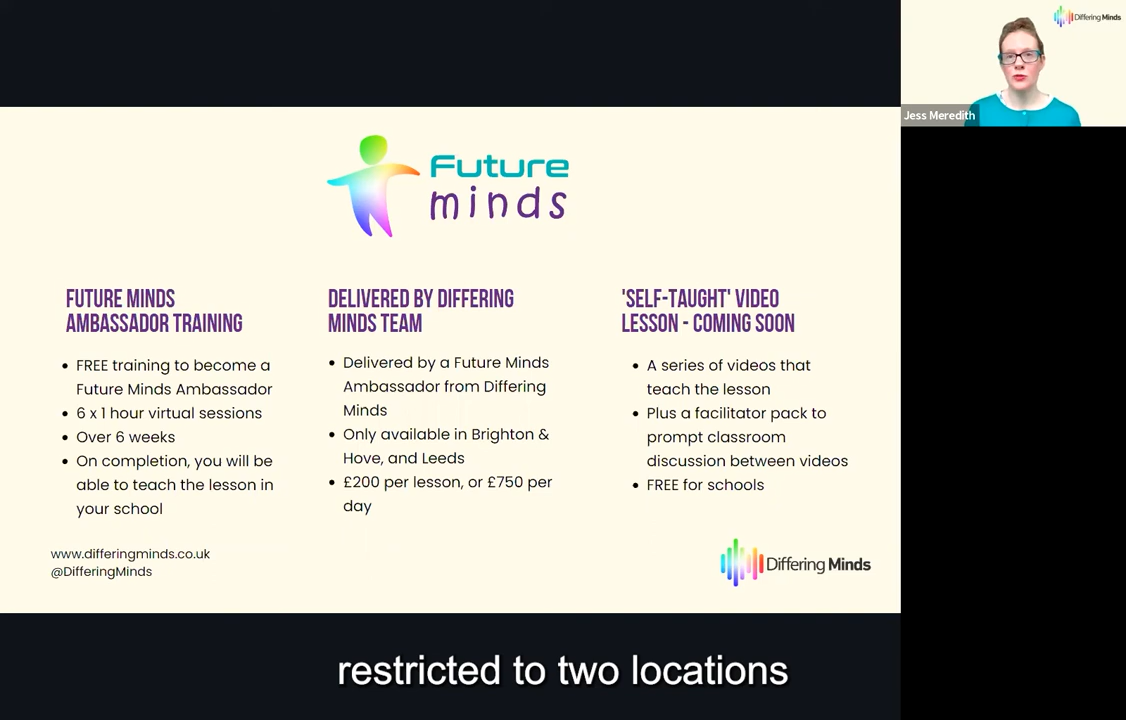 Differing Minds
Jess Meredith
Future
minds
FUTURE MINDS
AMBASSADOR TRAINING
FREE training to become a
Future Minds Ambassador
6 x 1 hour virtual sessions
Over 6 weeks
On completion, you will be
able to teach the lesson in
your school
DELIVERED BY DIFFERING
MINDS TEAM
Delivered by a Future Minds
Ambassador from Differing
Minds
Only available in Brighton &
Hove, and Leeds
£200 per lesson, or £750 per
day
'SELF-TAUGHT' VIDEO
LESSON - COMING SOON
A series of videos that
teach the lesson
Plus a facilitator pack to
prompt classroom
discussion between videos
FREE for schools
www.differingminds.co.uk
@DifferingMinds
Differing Minds
restricted to two locations